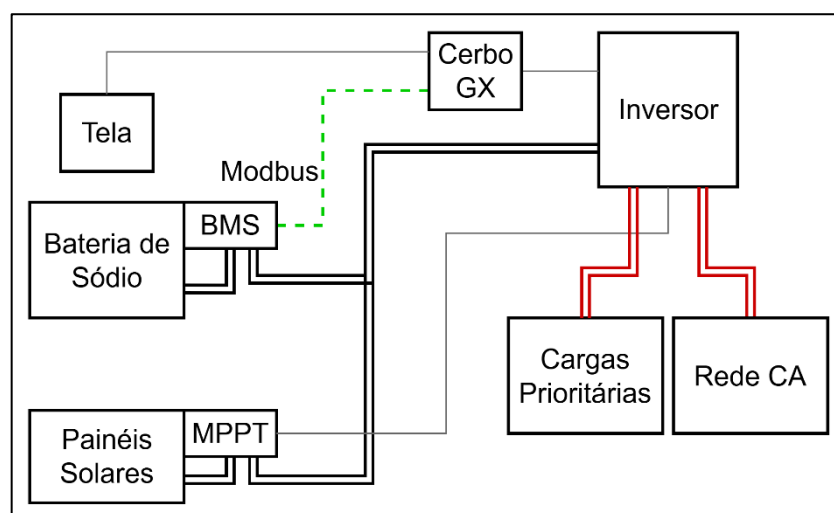 Cerbo
GX
Inversor
Tela
Modbus
BMS
Bateria de
Sódio
Cargas
Prioritárias
Rede CA
MPPT
Painéis
Solares